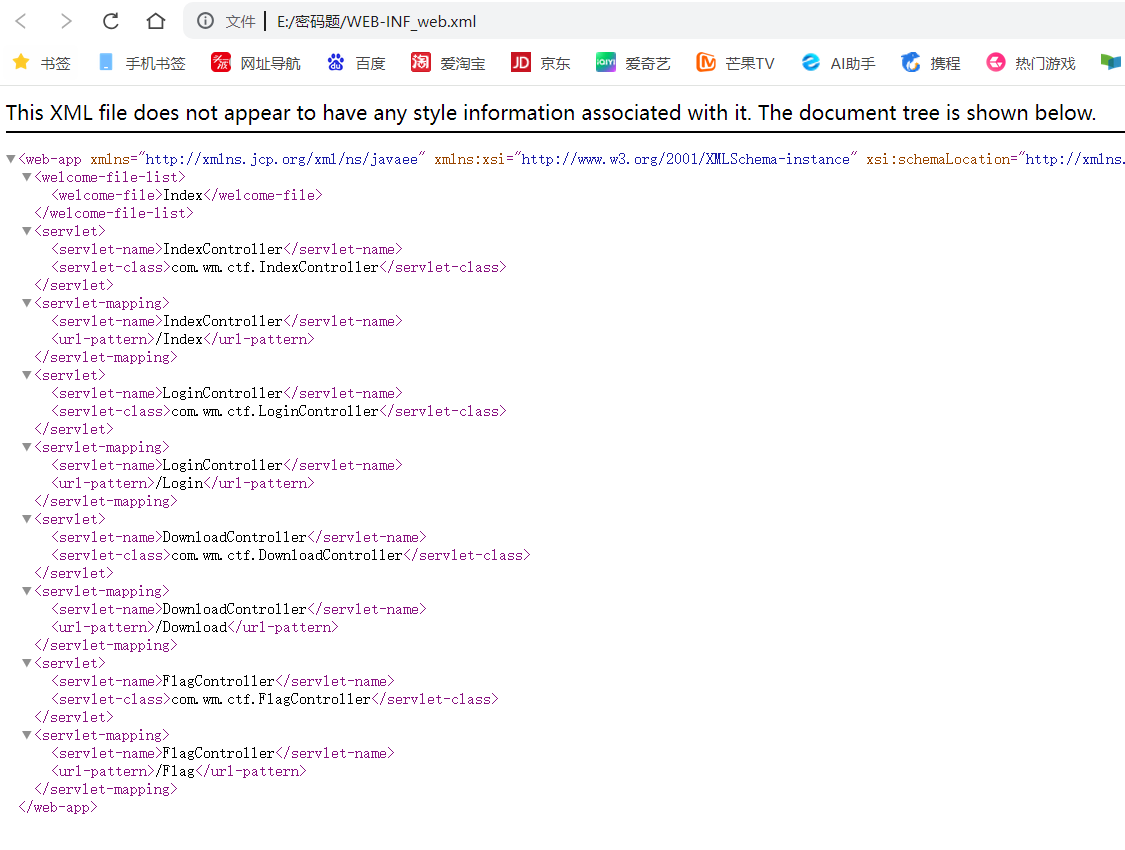 文件 E:/密码题/WEB-INF_web.xml
书签 手机书签 网址导航 百度 爱淘宝 京东 爱奇艺 芒果TV AI助手 携程 热门游戏
This XML file does not appear to have any style information associated with it. The document tree is shown below.
▼<web-app xmlns="http://xmlns.jcp.org/xml/ns/javaee" xmlns:xsi="http://www.w3.org/2001/XMLSchema-instance" xsi:schemaLocation="http://xmlns.
▼<welcome-file-list>
<welcome-file>Index</welcome-file>
</welcome-file-list>
▼<servlet>
<servlet-name>IndexController</servlet-name>
<servlet-class>com.wm.ctf.IndexController</servlet-class>
</servlet>
▼<servlet-mapping>
<servlet-name>IndexController</servlet-name>
<url-pattern>/Index</url-pattern>
</servlet-mapping>
▼<servlet>
<servlet-name>LoginController</servlet-name>
<servlet-class>com.wm.ctf.LoginController</servlet-class>
</servlet>
▼<servlet-mapping>
<servlet-name>LoginController</servlet-name>
<url-pattern>/Login</url-pattern>
</servlet-mapping>
▼<servlet>
<servlet-name>DownloadController</servlet-name>
<servlet-class>com.wm.ctf.DownloadController</servlet-class>
</servlet>
▼<servlet-mapping>
<servlet-name>DownloadController</servlet-name>
<url-pattern>/Download</url-pattern>
</servlet-mapping>
▼<servlet>
<servlet-name>FlagController</servlet-name>
<servlet-class>com.wm.ctf.FlagController</servlet-class>
</servlet>
▼<servlet-mapping>
<servlet-name>FlagController</servlet-name>
<url-pattern>/Flag</url-pattern>
</servlet-mapping>
</web-app>